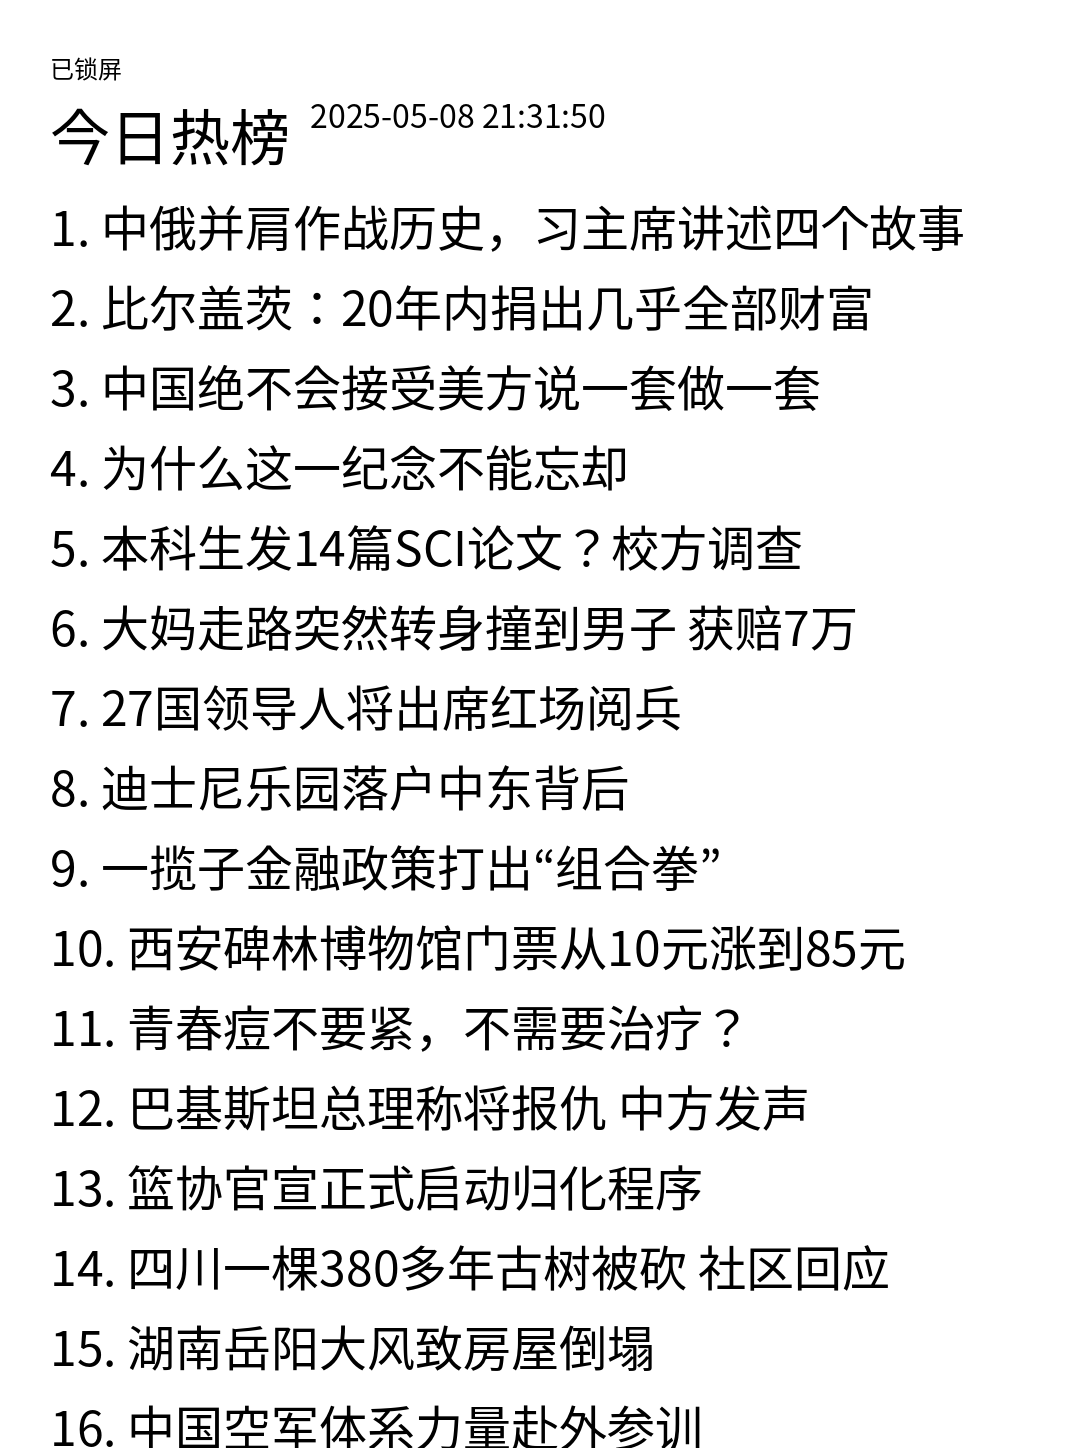 已锁屏
今日热榜 2025-05-08 21:31:50
1. 中俄并肩作战历史，习主席讲述四个故事
2. 比尔盖茨：20年内捐出几乎全部财富
3. 中国绝不会接受美方说一套做一套
4. 为什么这一纪念不能忘却
5. 本科生发14篇SCI论文？校方调查
6. 大妈走路突然转身撞到男子 获赔7万
7. 27国领导人将出席红场阅兵
8. 迪士尼乐园落户中东背后
9. 一揽子金融政策打出“组合拳”
10. 西安碑林博物馆门票从10元涨到85元
11. 青春痘不要紧，不需要治疗？
12. 巴基斯坦总理称将报仇 中方发声
13. 篮协官宣正式启动归化程序
14. 四川一棵380多年古树被砍 社区回应
15. 湖南岳阳大风致房屋倒塌
16. 中国空军体系力量赴外参训